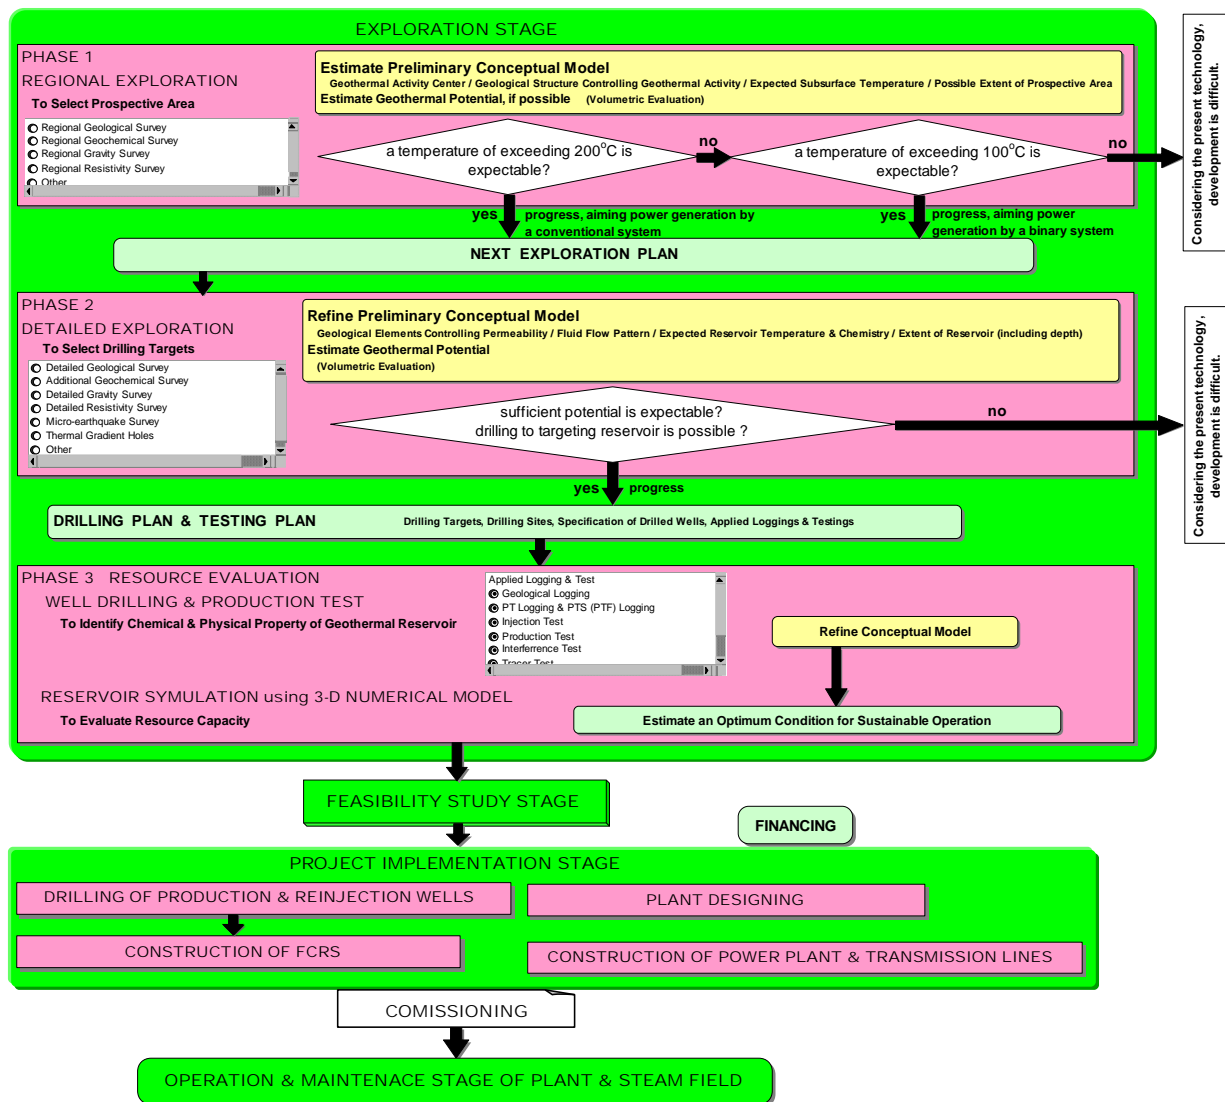 EXPLORATION STAGE
PHASE 1
REGIONAL EXPLORATION
To Select Prospective Area
Regional Geological Survey
Regional Geochemical Survey
Regional Gravity Survey
Regional Resistivity Survey
Other
Estimate Preliminary Conceptual Model
Geothermal Activity Center / Geological Structure Controlling Geothermal Activity / Expected Subsurface Temperature / Possible Extent of Prospective Area
Estimate Geothermal Potential, if possible (Volumetric Evaluation)
a temperature of exceeding 200°C is
expectable?
no
a temperature of exceeding 100°C is
expectable?
no
Considering the present technology,
development is difficult.
yes
progress, aiming power generation by
a conventional system
yes
progress, aiming power
generation by a binary system
NEXT EXPLORATION PLAN
PHASE 2
DETAILED EXPLORATION
To Select Drilling Targets
Detailed Geological Survey
Additional Geochemical Survey
Detailed Gravity Survey
Detailed Resistivity Survey
Micro-earthquake Survey
Thermal Gradient Holes
Other
Refine Preliminary Conceptual Model
Geological Elements Controlling Permeability / Fluid Flow Pattern / Expected Reservoir Temperature & Chemistry / Extent of Reservoir (including depth)
Estimate Geothermal Potential
(Volumetric Evaluation)
sufficient potential is expectable?
drilling to targeting reservoir is possible ?
no
Considering the present technology,
development is difficult.
yes
progress
DRILLING PLAN & TESTING PLAN
Drilling Targets, Drilling Sites, Specification of Drilled Wells, Applied Loggings & Testings
PHASE 3 RESOURCE EVALUATION
WELL DRILLING & PRODUCTION TEST
To Identify Chemical & Physical Property of Geothermal Reservoir
Applied Logging & Test
Geological Logging
PT Logging & PTS (PTF) Logging
Injection Test
Production Test
Interferrence Test
Tracer Test
Refine Conceptual Model
RESERVOIR SYMULATION using 3-D NUMERICAL MODEL
To Evaluate Resource Capacity
Estimate an Optimum Condition for Sustainable Operation
FEASIBILITY STUDY STAGE
FINANCING
PROJECT IMPLEMENTATION STAGE
DRILLING OF PRODUCTION & REINJECTION WELLS
PLANT DESIGNING
CONSTRUCTION OF FCRS
CONSTRUCTION OF POWER PLANT & TRANSMISSION LINES
COMISSIONING
OPERATION & MAINTENACE STAGE OF PLANT & STEAM FIELD